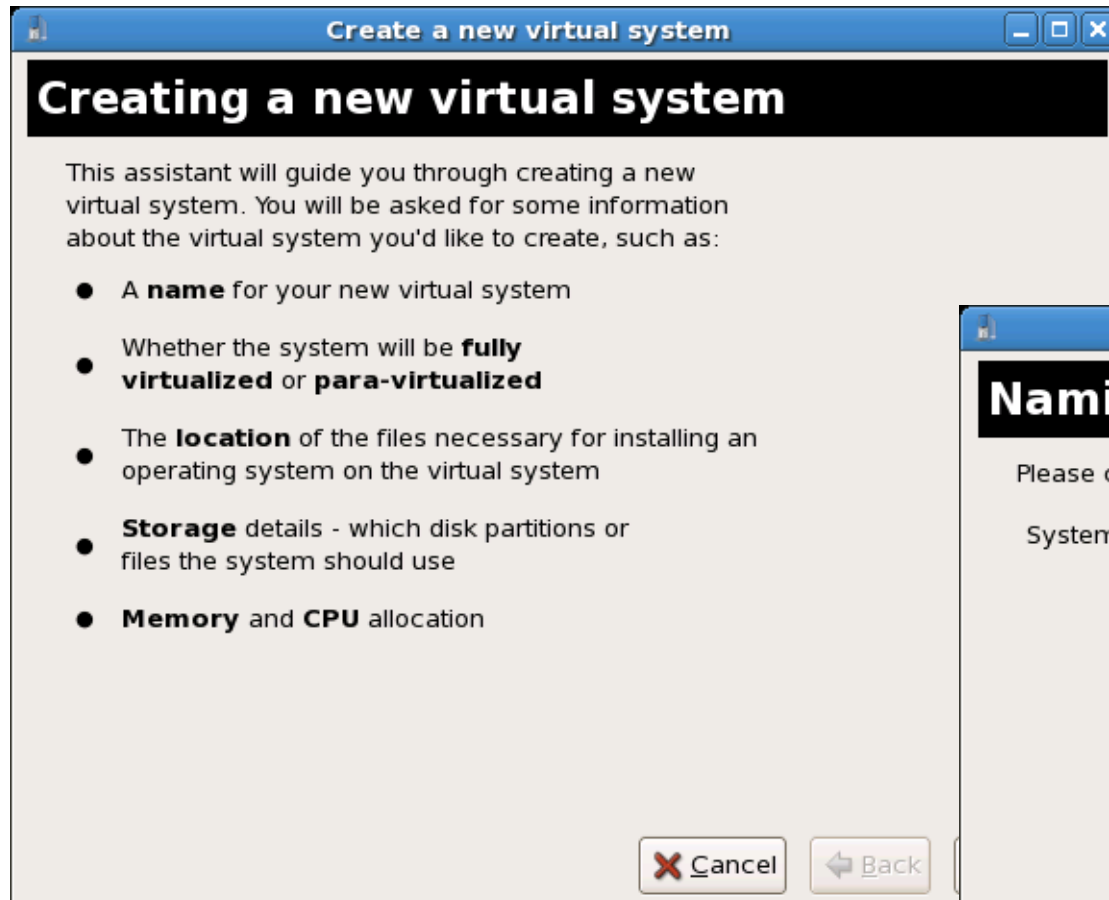 Create a new virtual system
Creating a new virtual system
This assistant will guide you through creating a new
virtual system. You will be asked for some information
about the virtual system you'd like to create, such as:
● A name for your new virtual system
● Whether the system will be fully
virtualized or para-virtualized
● The location of the files necessary for installing an
operating system on the virtual system
● Storage details - which disk partitions or
files the system should use
● Memory and CPU allocation
Cancel
Back
Nami
Please
System